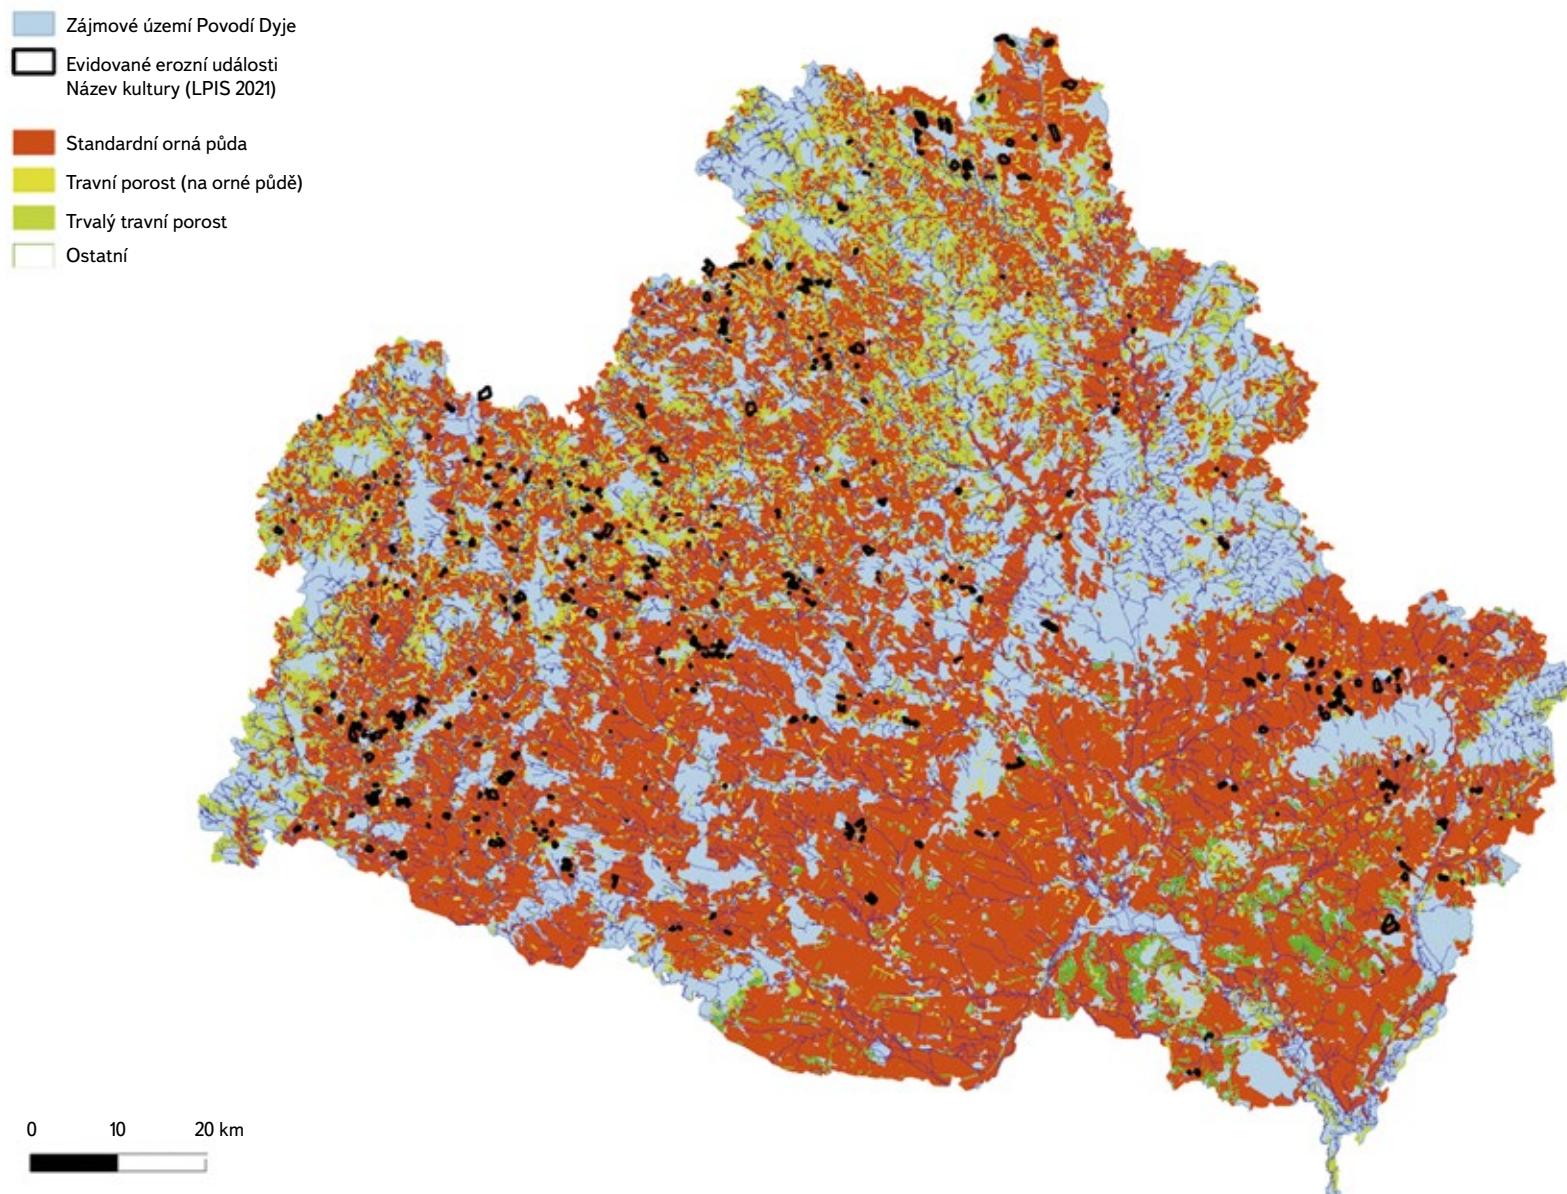 Zájmové území Povodí Dyje
Evidované erozní události
Název kultury (LPIS 2021)
Standardní orná půda
Travní porost (na orné půdě)
Trvalý travní porost
Ostatní
0 10 20 km